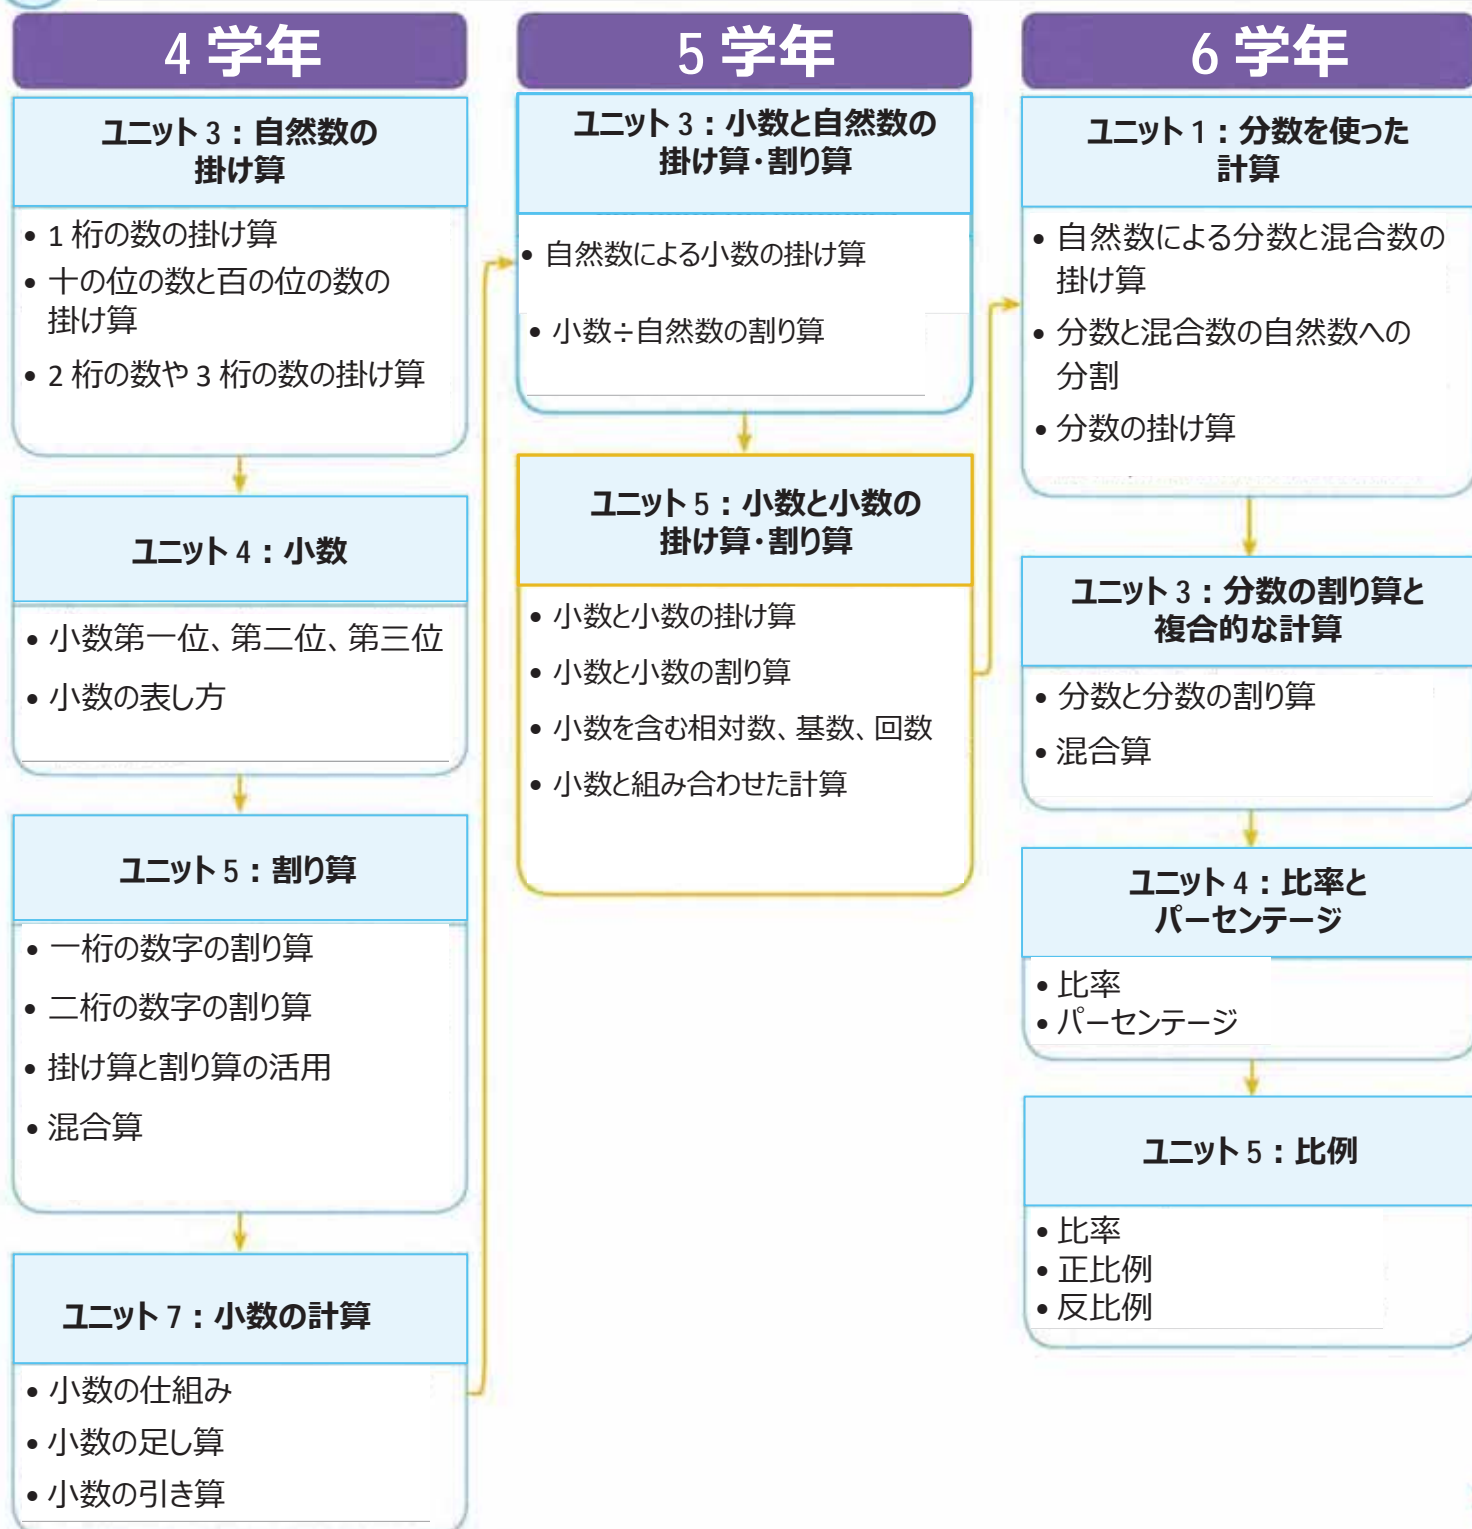 4 学年
ユニット 3：自然数の
掛け算
• 1 桁の数の掛け算
• 十の位の数と百の位の数の
掛け算
• 2 桁の数や 3 桁の数の掛け算
ユニット 4：小数
• 小数第一位、第二位、第三位
• 小数の表し方
ユニット 5：割り算
• 一桁の数字の割り算
• 二桁の数字の割り算
• 掛け算と割り算の活用
• 混合算
ユニット 7：小数の計算
• 小数の仕組み
• 小数の足し算
• 小数の引き算
5 学年
ユニット 3：小数と自然数の
掛け算・割り算
• 自然数による小数の掛け算
• 小数÷自然数の割り算
ユニット 5：小数と小数の
掛け算・割り算
• 小数と小数の掛け算
• 小数と小数の割り算
• 小数を含む相対数、基数、回数
• 小数と組み合わせた計算
6 学年
ユニット 1：分数を使った
計算
• 自然数による分数と混合数の
掛け算
• 分数と混合数の自然数への
分割
• 分数の掛け算
ユニット 3：分数の割り算と
複合的な計算
• 分数と分数の割り算
• 混合算
ユニット 4：比率と
パーセンテージ
• 比率
• パーセンテージ
ユニット 5：比例
• 比率
• 正比例
• 反比例